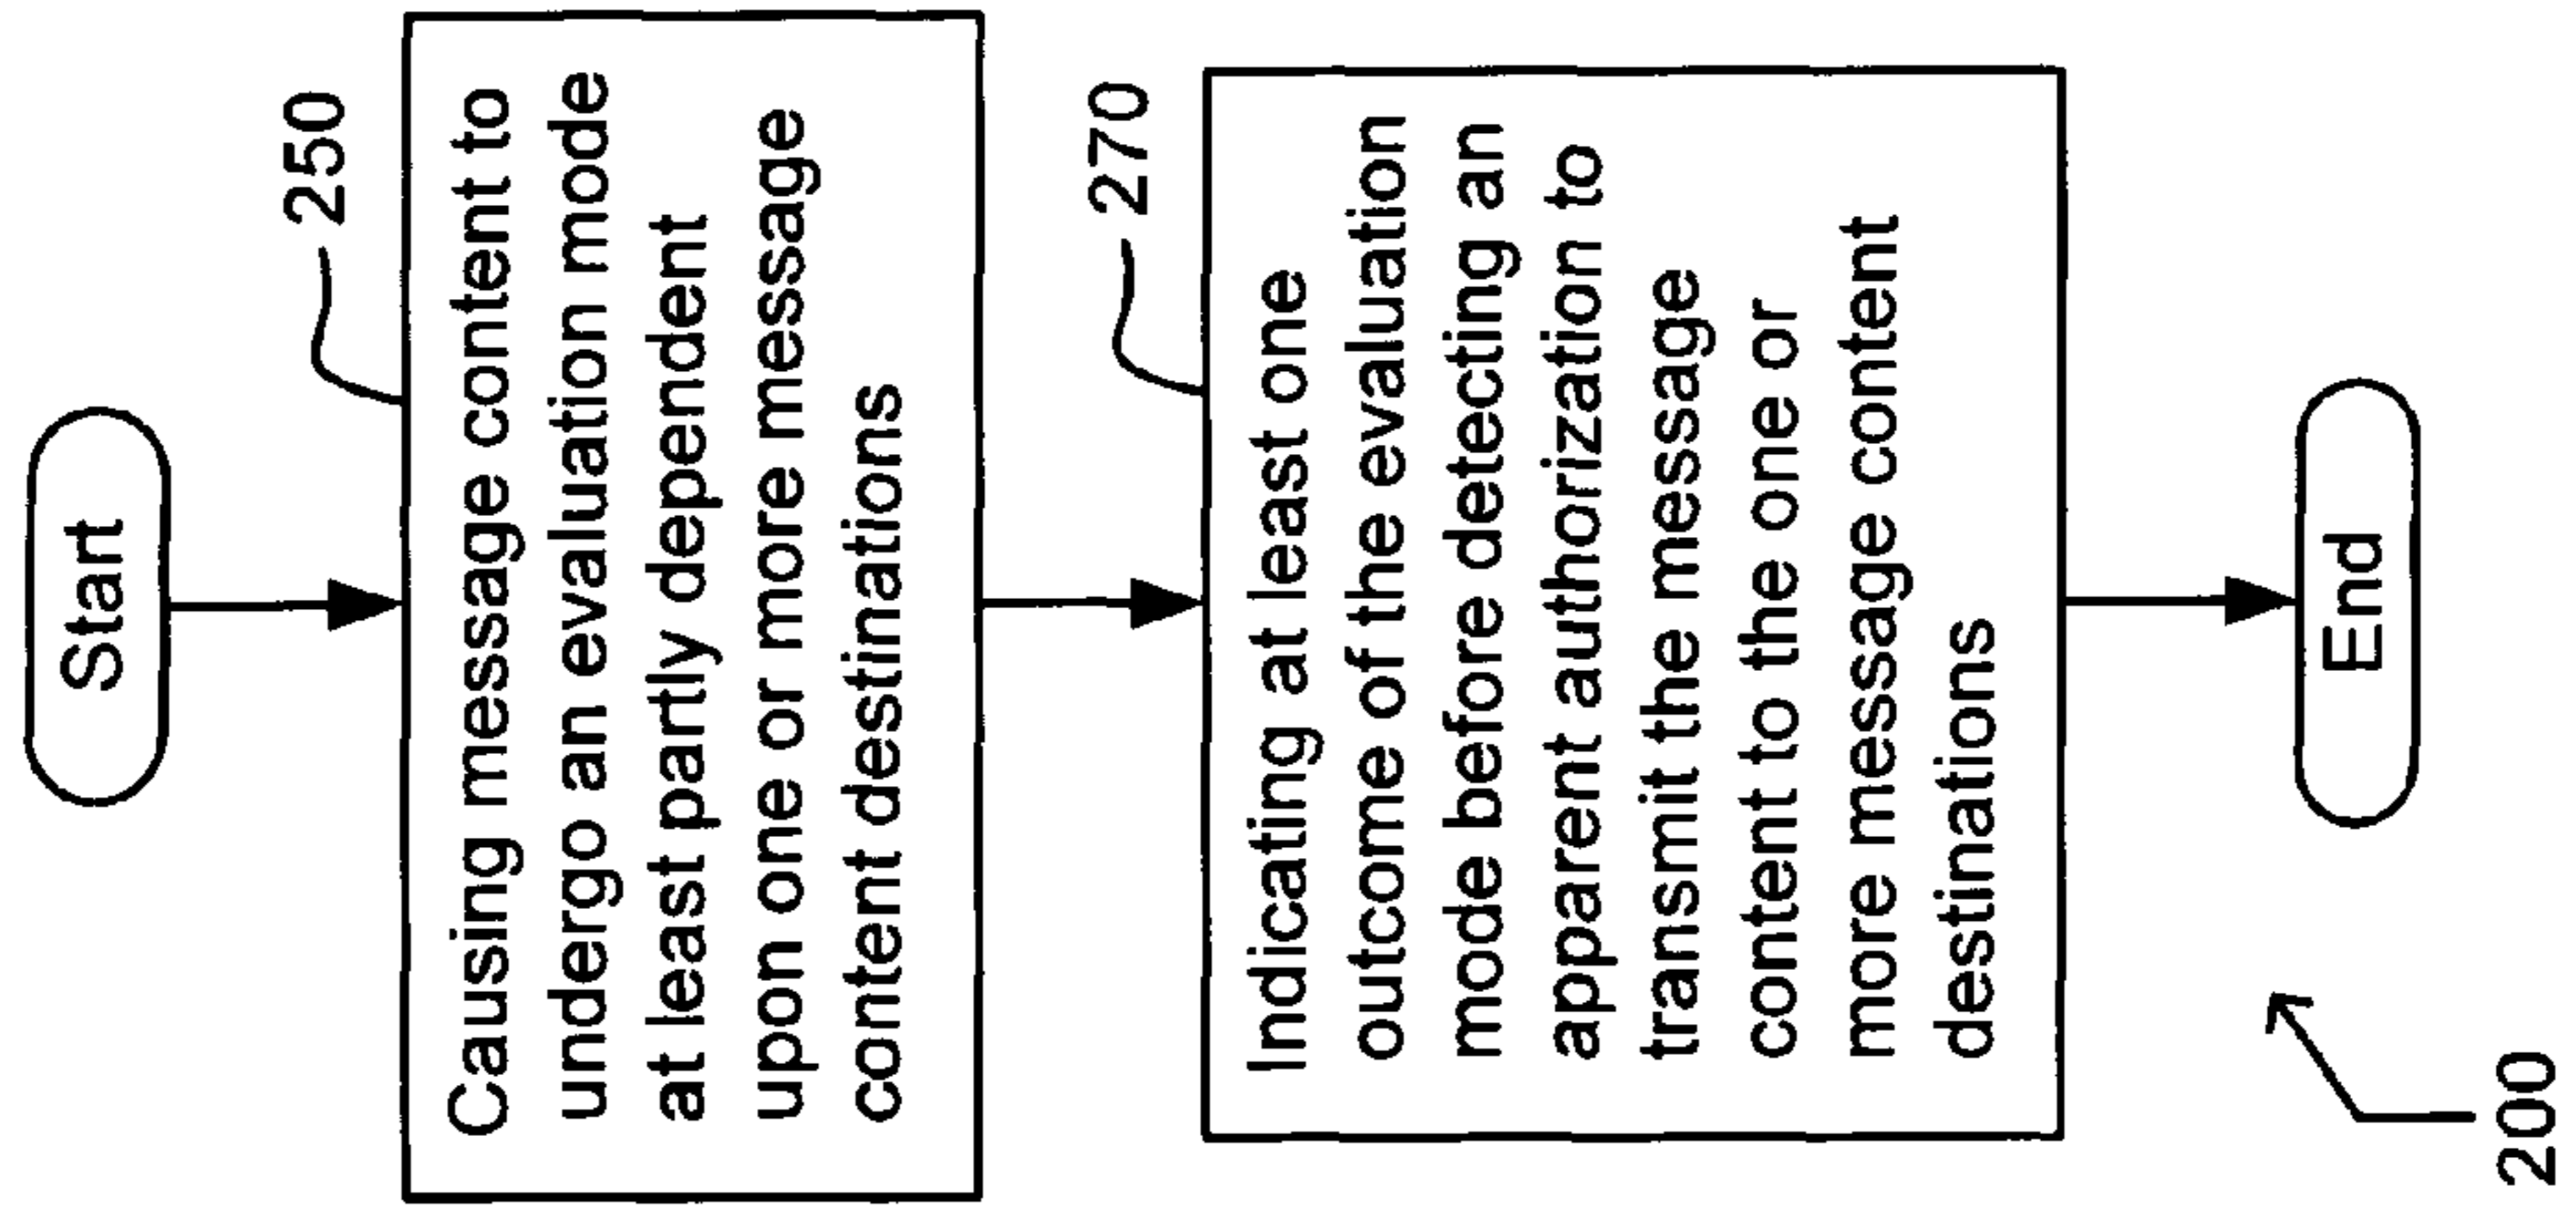 Start
250
Causing message content to
undergo an evaluation mode
at least partly dependent
upon one or more message
content destinations
270
Indicating at least one
outcome of the evaluation
mode before detecting an
apparent authorization to
transmit the message
content to the one or
more message content
destinations
End
200